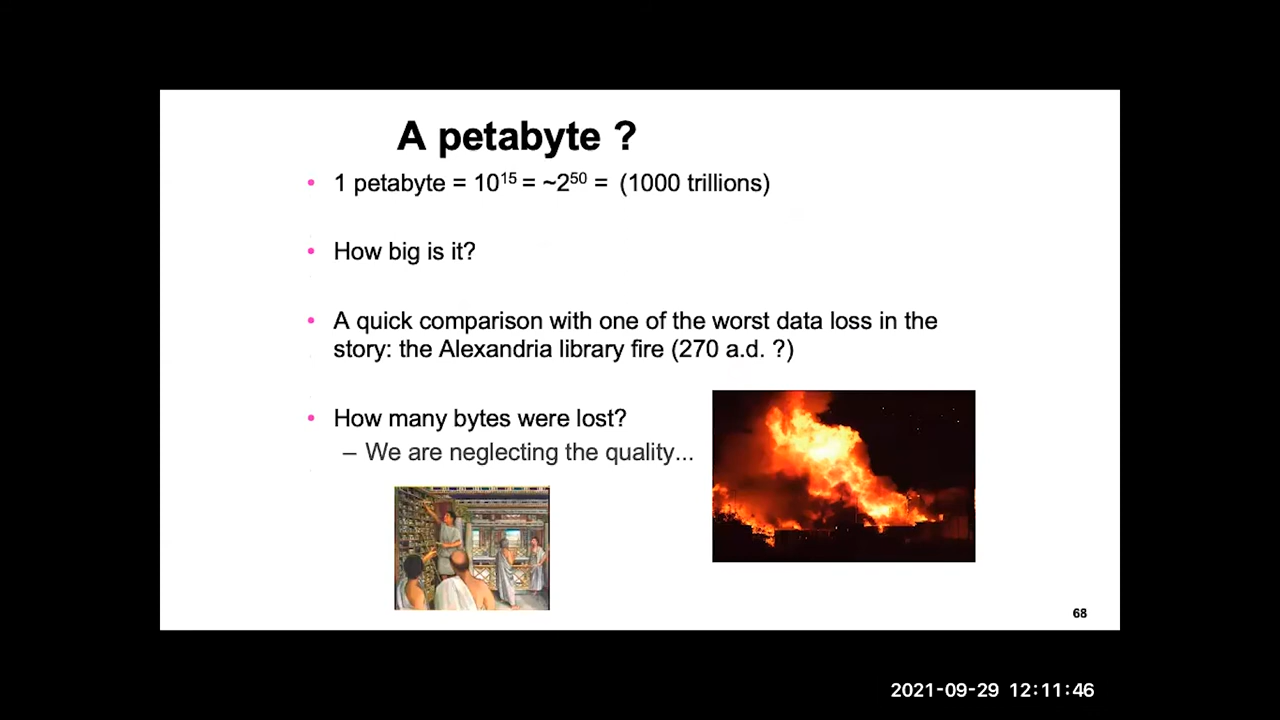 A petabyte ?
• 1 petabyte = 10¹⁵ = ~2⁵⁰ = (1000 trillions)
• How big is it?
• A quick comparison with one of the worst data loss in the
story: the Alexandria library fire (270 a.d. ?)
• How many bytes were lost?
– We are neglecting the quality...
68
2021-09-29 12:11:46